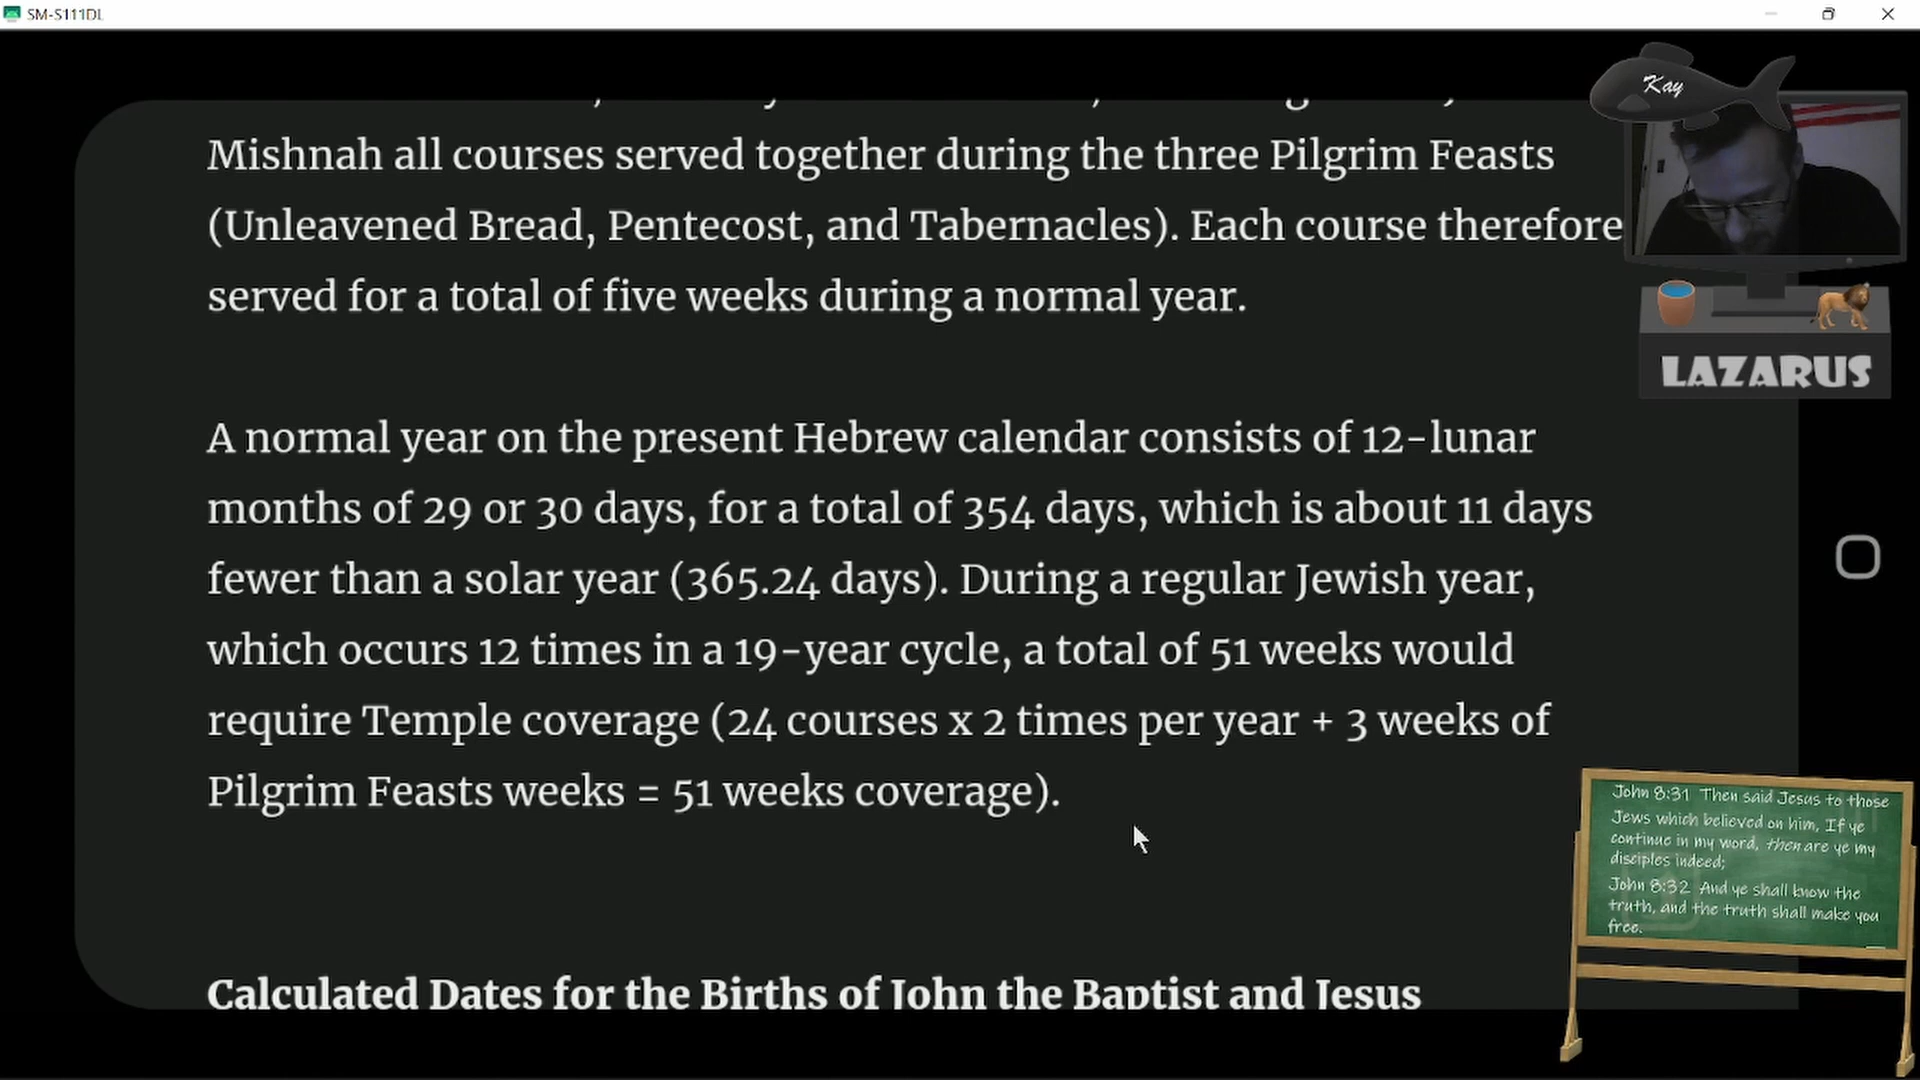 SM-S111DL
Kay
Mishnah all courses served together during the three Pilgrim Feasts
(Unleavened Bread, Pentecost, and Tabernacles). Each course therefore
served for a total of five weeks during a normal year.
LAZARUS
A normal year on the present Hebrew calendar consists of 12-lunar
months of 29 or 30 days, for a total of 354 days, which is about 11 days
fewer than a solar year (365.24 days). During a regular Jewish year,
which occurs 12 times in a 19-year cycle, a total of 51 weeks would
require Temple coverage (24 courses x 2 times per year + 3 weeks of
Pilgrim Feasts weeks = 51 weeks coverage).
Calculated Dates for the Births of John the Baptist and Jesus
John 8:31 Then said Jesus to those
Jews which believed on him, If ye
continue in my word, then are ye my
disciples indeed;
John 8:32 And ye shall know the
truth, and the truth shall make you
free.